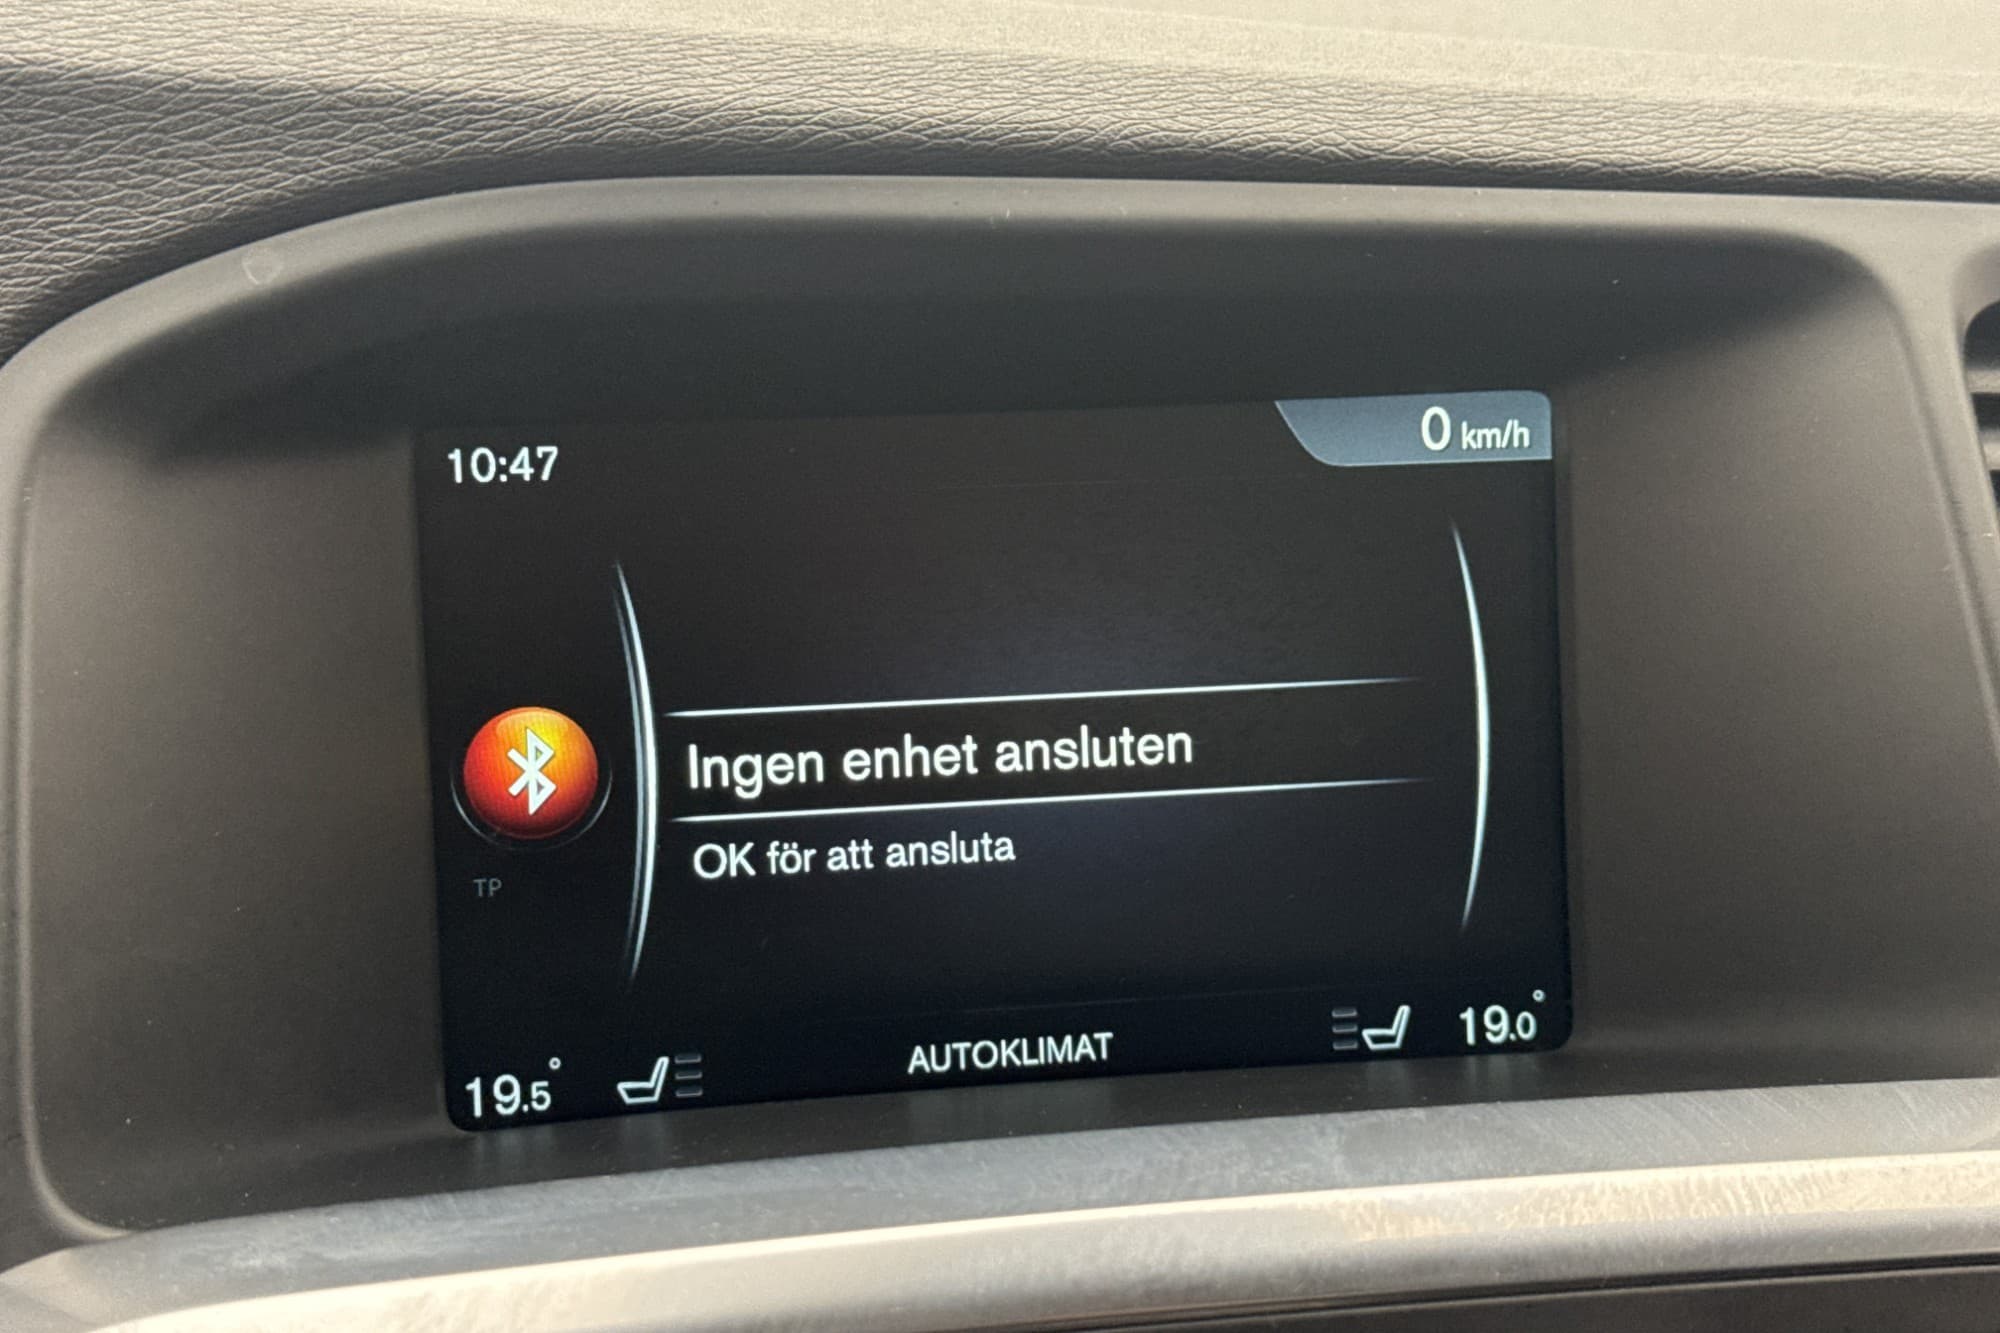 10:47
0 km/h
Ingen enhet ansluten
OK för att ansluta
TP
AUTOKLIMAT
19.5°
19.0°